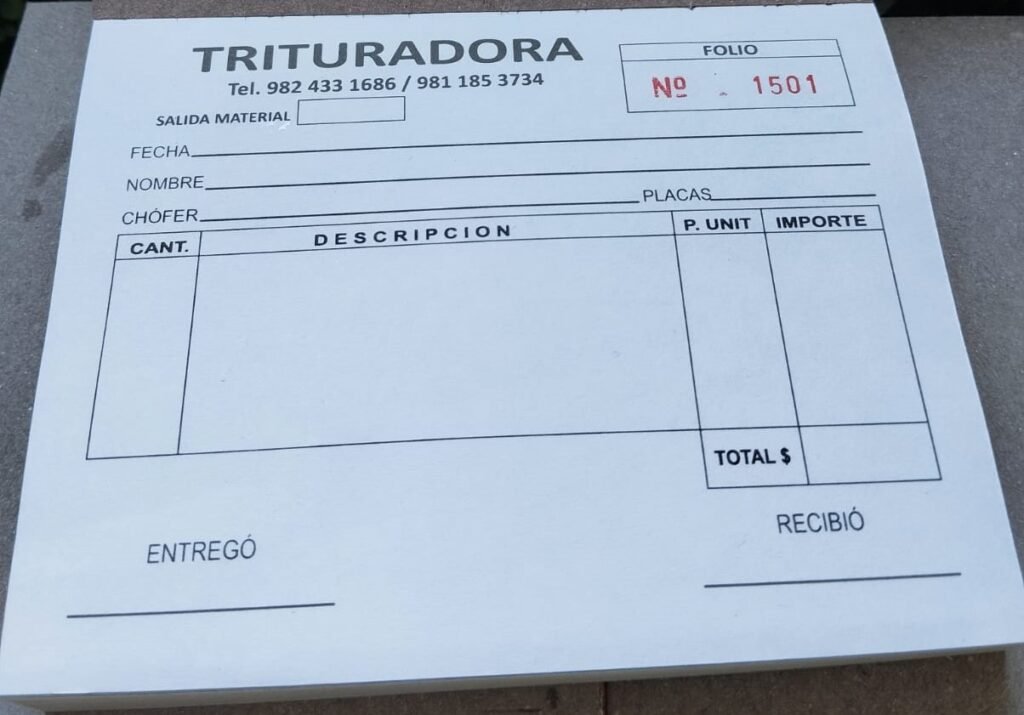 TRITURADORA
Tel. 982 433 1686 / 981 185 3734
FOLIO
Nº 1501
SALIDA MATERIAL
FECHA
NOMBRE
CHÓFER PLACAS
CANT. DESCRIPCION P. UNIT IMPORTE
TOTAL $
ENTREGÓ RECIBIÓ